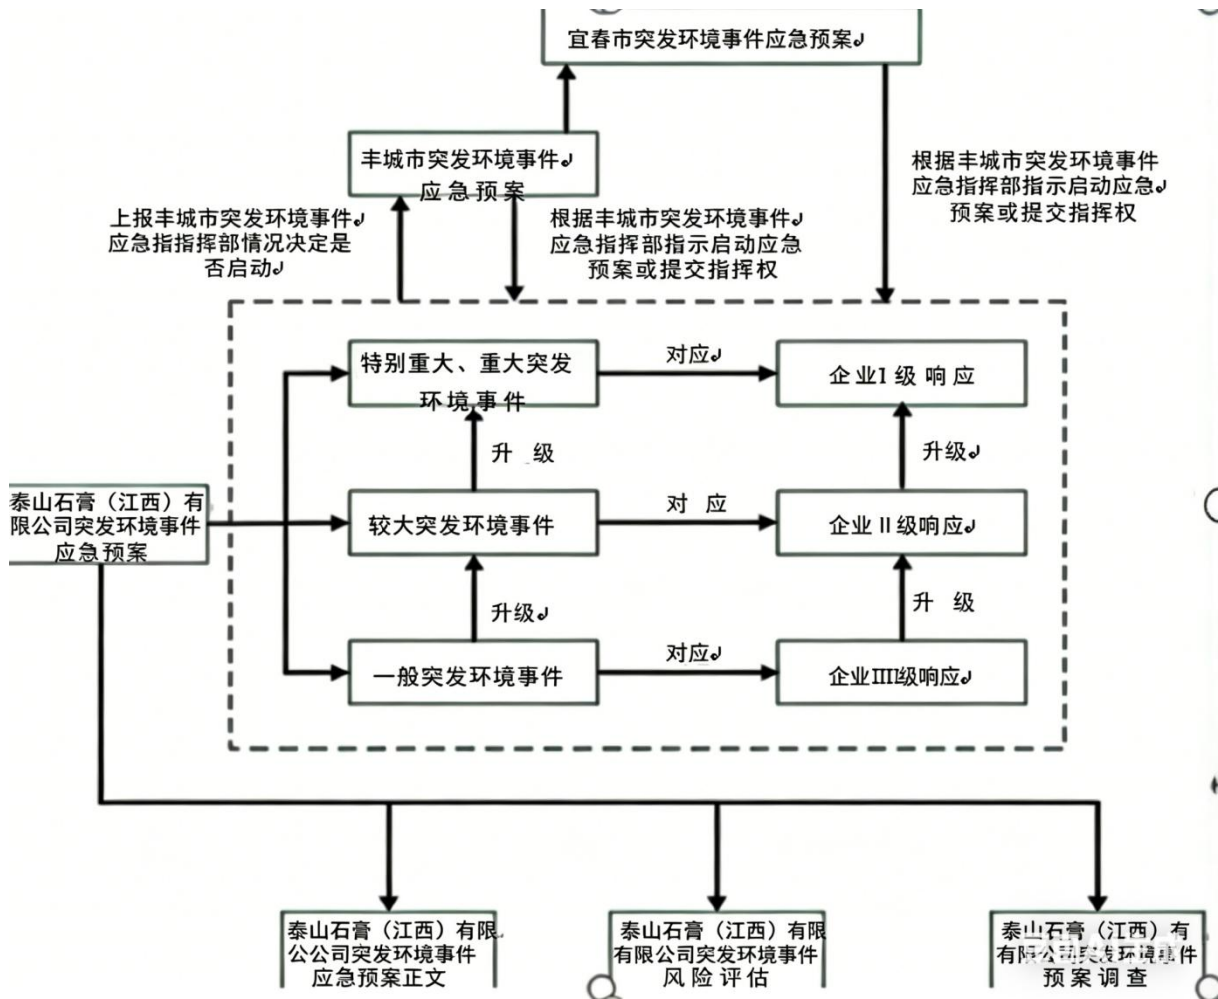 宜春市突发环境事件应急预案
丰城市突发环境事件
应急预案
根据丰城市突发环境事件
应急指挥部指示启动应急
预案或提交指挥权
上报丰城市突发环境事件
应急指指挥部情况决定是
否启动
根据丰城市突发环境事件
应急指挥部指示启动应急
预案或提交指挥权
特别重大、重大突发
环境事件
对应
企业I级响应
升级
升级
泰山石膏（江西）有
限公司突发环境事件
应急预案
较大突发环境事件
对应
企业II级响应
升级
升级
一般突发环境事件
对应
企业III级响应
泰山石膏（江西）有限
公公司突发环境事件
应急预案正文
泰山石膏（江西）有限
有限公司突发环境事件
风险评估
泰山石膏（江西）有
有限公司突发环境事件
预案调查